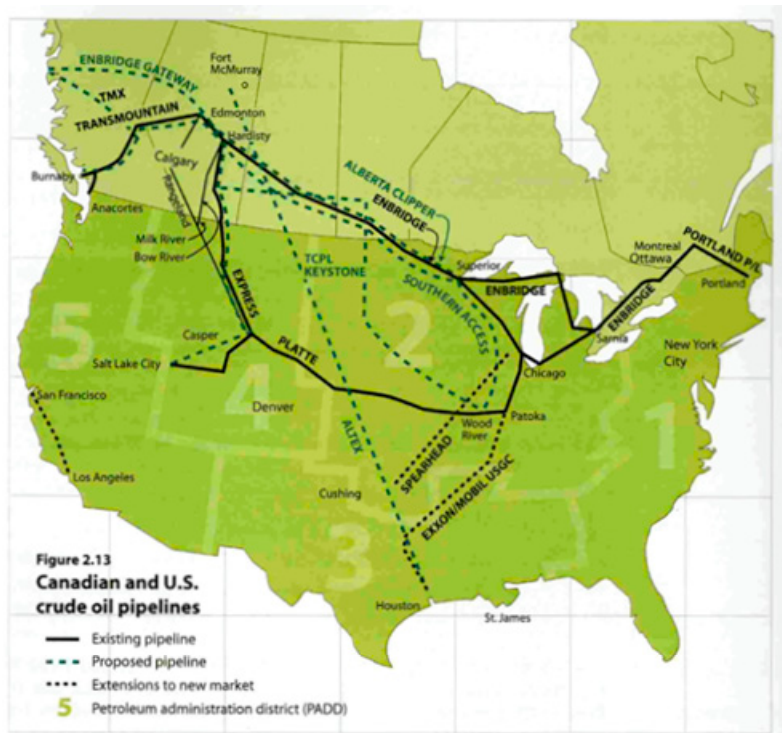 ENBRIDGE GATEWAY
Fort
McMurray
TMX
TRANSMOUNTAIN
Edmonton
Hardisty
Calgary
Burnaby
Rangeland
Anacortes
Milk River
Bow River
ALBERTA CLIPPER
ENBRIDGE
TCPL
KEYSTONE
EXPRESS
Superior
SOUTHERN ACCESS
ENBRIDGE
Montreal
Ottawa
PORTLAND P/L
Portland
ENBRIDGE
Sarnia
New York
City
5
2
Casper
PLATTE
Salt Lake City
Chicago
4
San Francisco
Denver
Wood
River
Patoka
1
ALTEX
SPEARHEAD
Los Angeles
Cushing
EXXON/MOBIL USGC
3
Houston
St. James
Figure 2.13
Canadian and U.S.
crude oil pipelines
Existing pipeline
Proposed pipeline
Extensions to new market
5 Petroleum administration district (PADD)